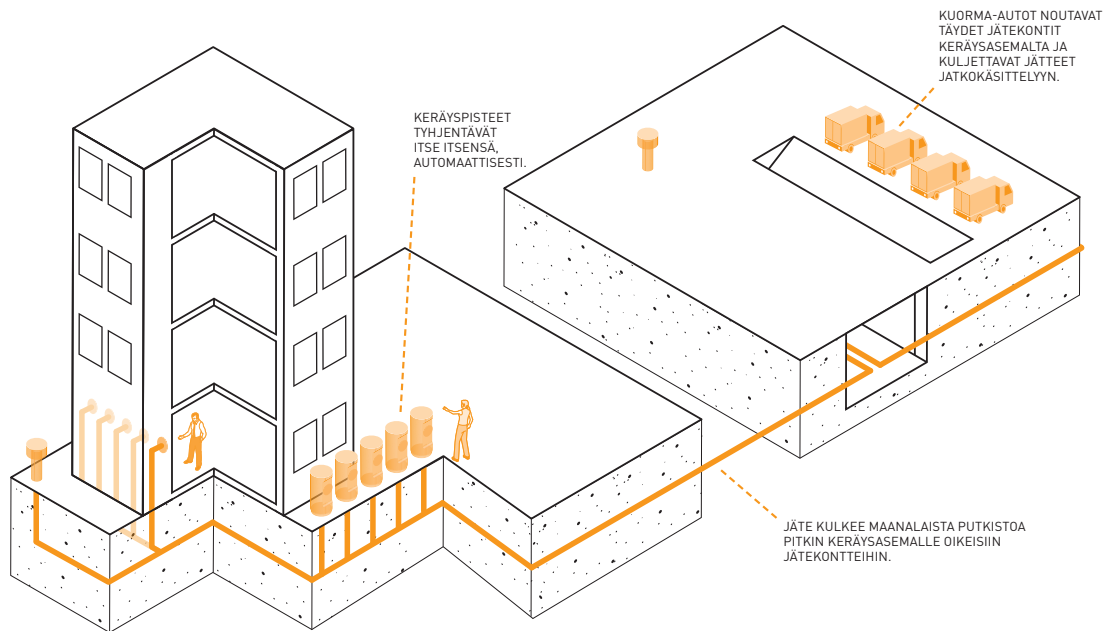 KUORMA-AUTOT NOUTAVAT
TÄYDET JÄTEKONTIT
KERÄYSASEMALTA JA
KULJETTAVAT JÄTTEET
JATKOKÄSITTELYYN.
KERÄYSPISTEET
TYHJENTÄVÄT
ITSE ITSENSÄ,
AUTOMAATTISESTI.
JÄTE KULKEE MAANALAISTA PUTKISTOA
PITKIN KERÄYSASEMALLE OIKEISIIN
JÄTEKONTTEIHIN.